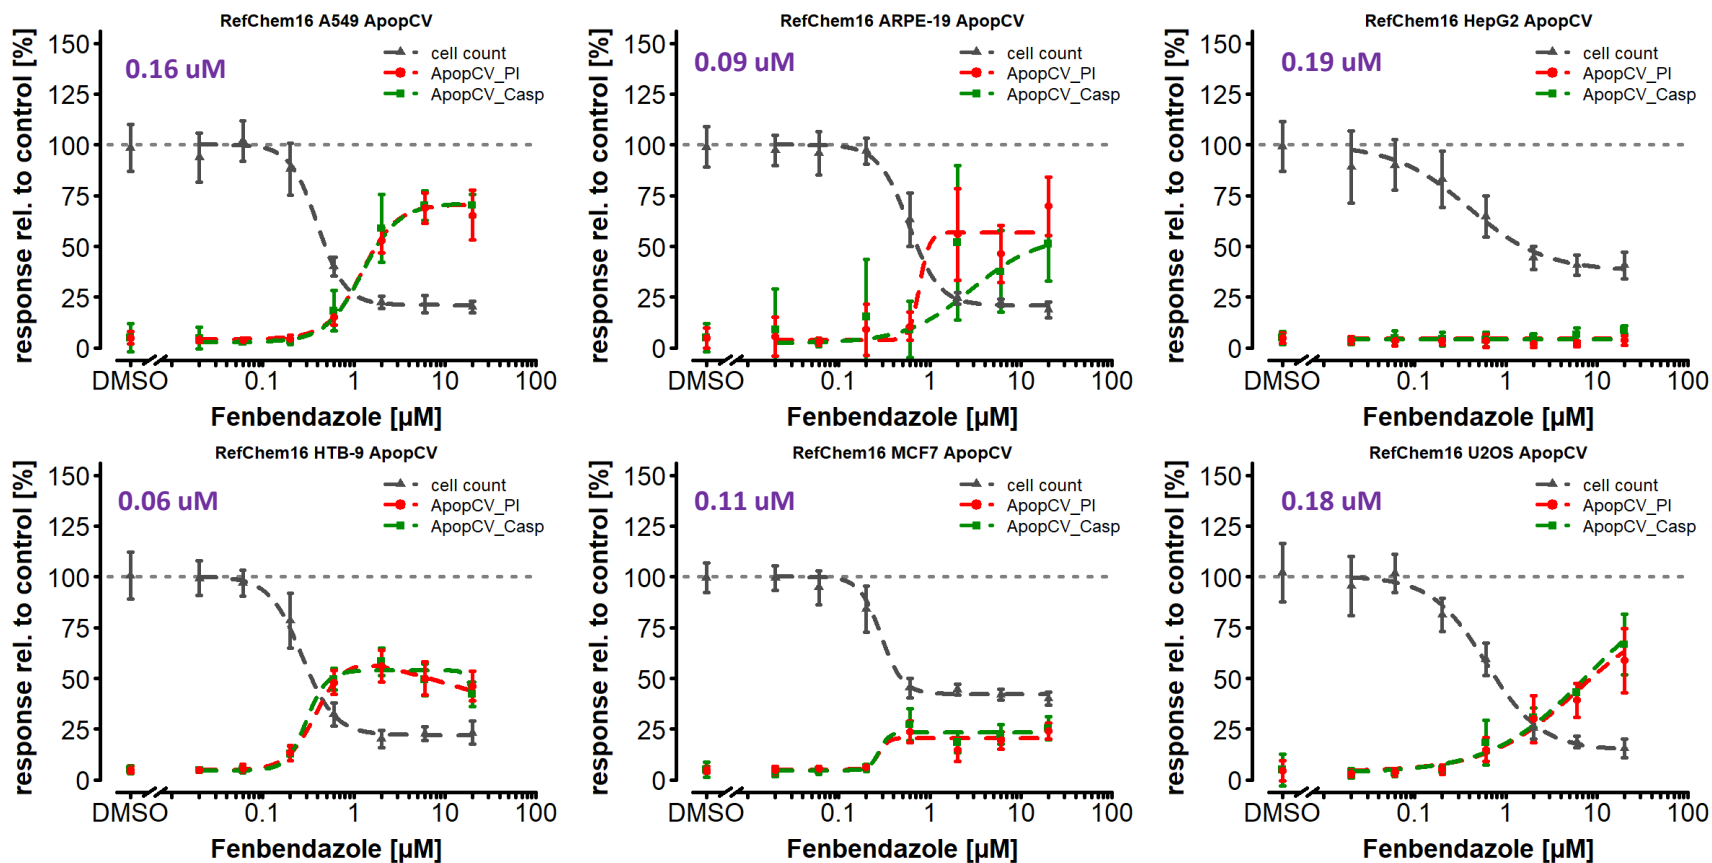 RefChem16 A549 ApopCV
response rel. to control [%]
150
125
100
75
50
25
0
0.16 uM
cell count
ApopCV_PI
ApopCV_Casp
DMSO
0.1
1
10
100
Fenbendazole [µM]
RefChem16 ARPE-19 ApopCV
response rel. to control [%]
150
125
100
75
50
25
0
0.09 uM
cell count
ApopCV_PI
ApopCV_Casp
DMSO
0.1
1
10
100
Fenbendazole [µM]
RefChem16 HepG2 ApopCV
response rel. to control [%]
150
125
100
75
50
25
0
0.19 uM
cell count
ApopCV_PI
ApopCV_Casp
DMSO
0.1
1
10
100
Fenbendazole [µM]
RefChem16 HTB-9 ApopCV
response rel. to control [%]
150
125
100
75
50
25
0
0.06 uM
cell count
ApopCV_PI
ApopCV_Casp
DMSO
0.1
1
10
100
Fenbendazole [µM]
RefChem16 MCF7 ApopCV
response rel. to control [%]
150
125
100
75
50
25
0
0.11 uM
cell count
ApopCV_PI
ApopCV_Casp
DMSO
0.1
1
10
100
Fenbendazole [µM]
RefChem16 U2OS ApopCV
response rel. to control [%]
150
125
100
75
50
25
0
0.18 uM
cell count
ApopCV_PI
ApopCV_Casp
DMSO
0.1
1
10
100
Fenbendazole [µM]